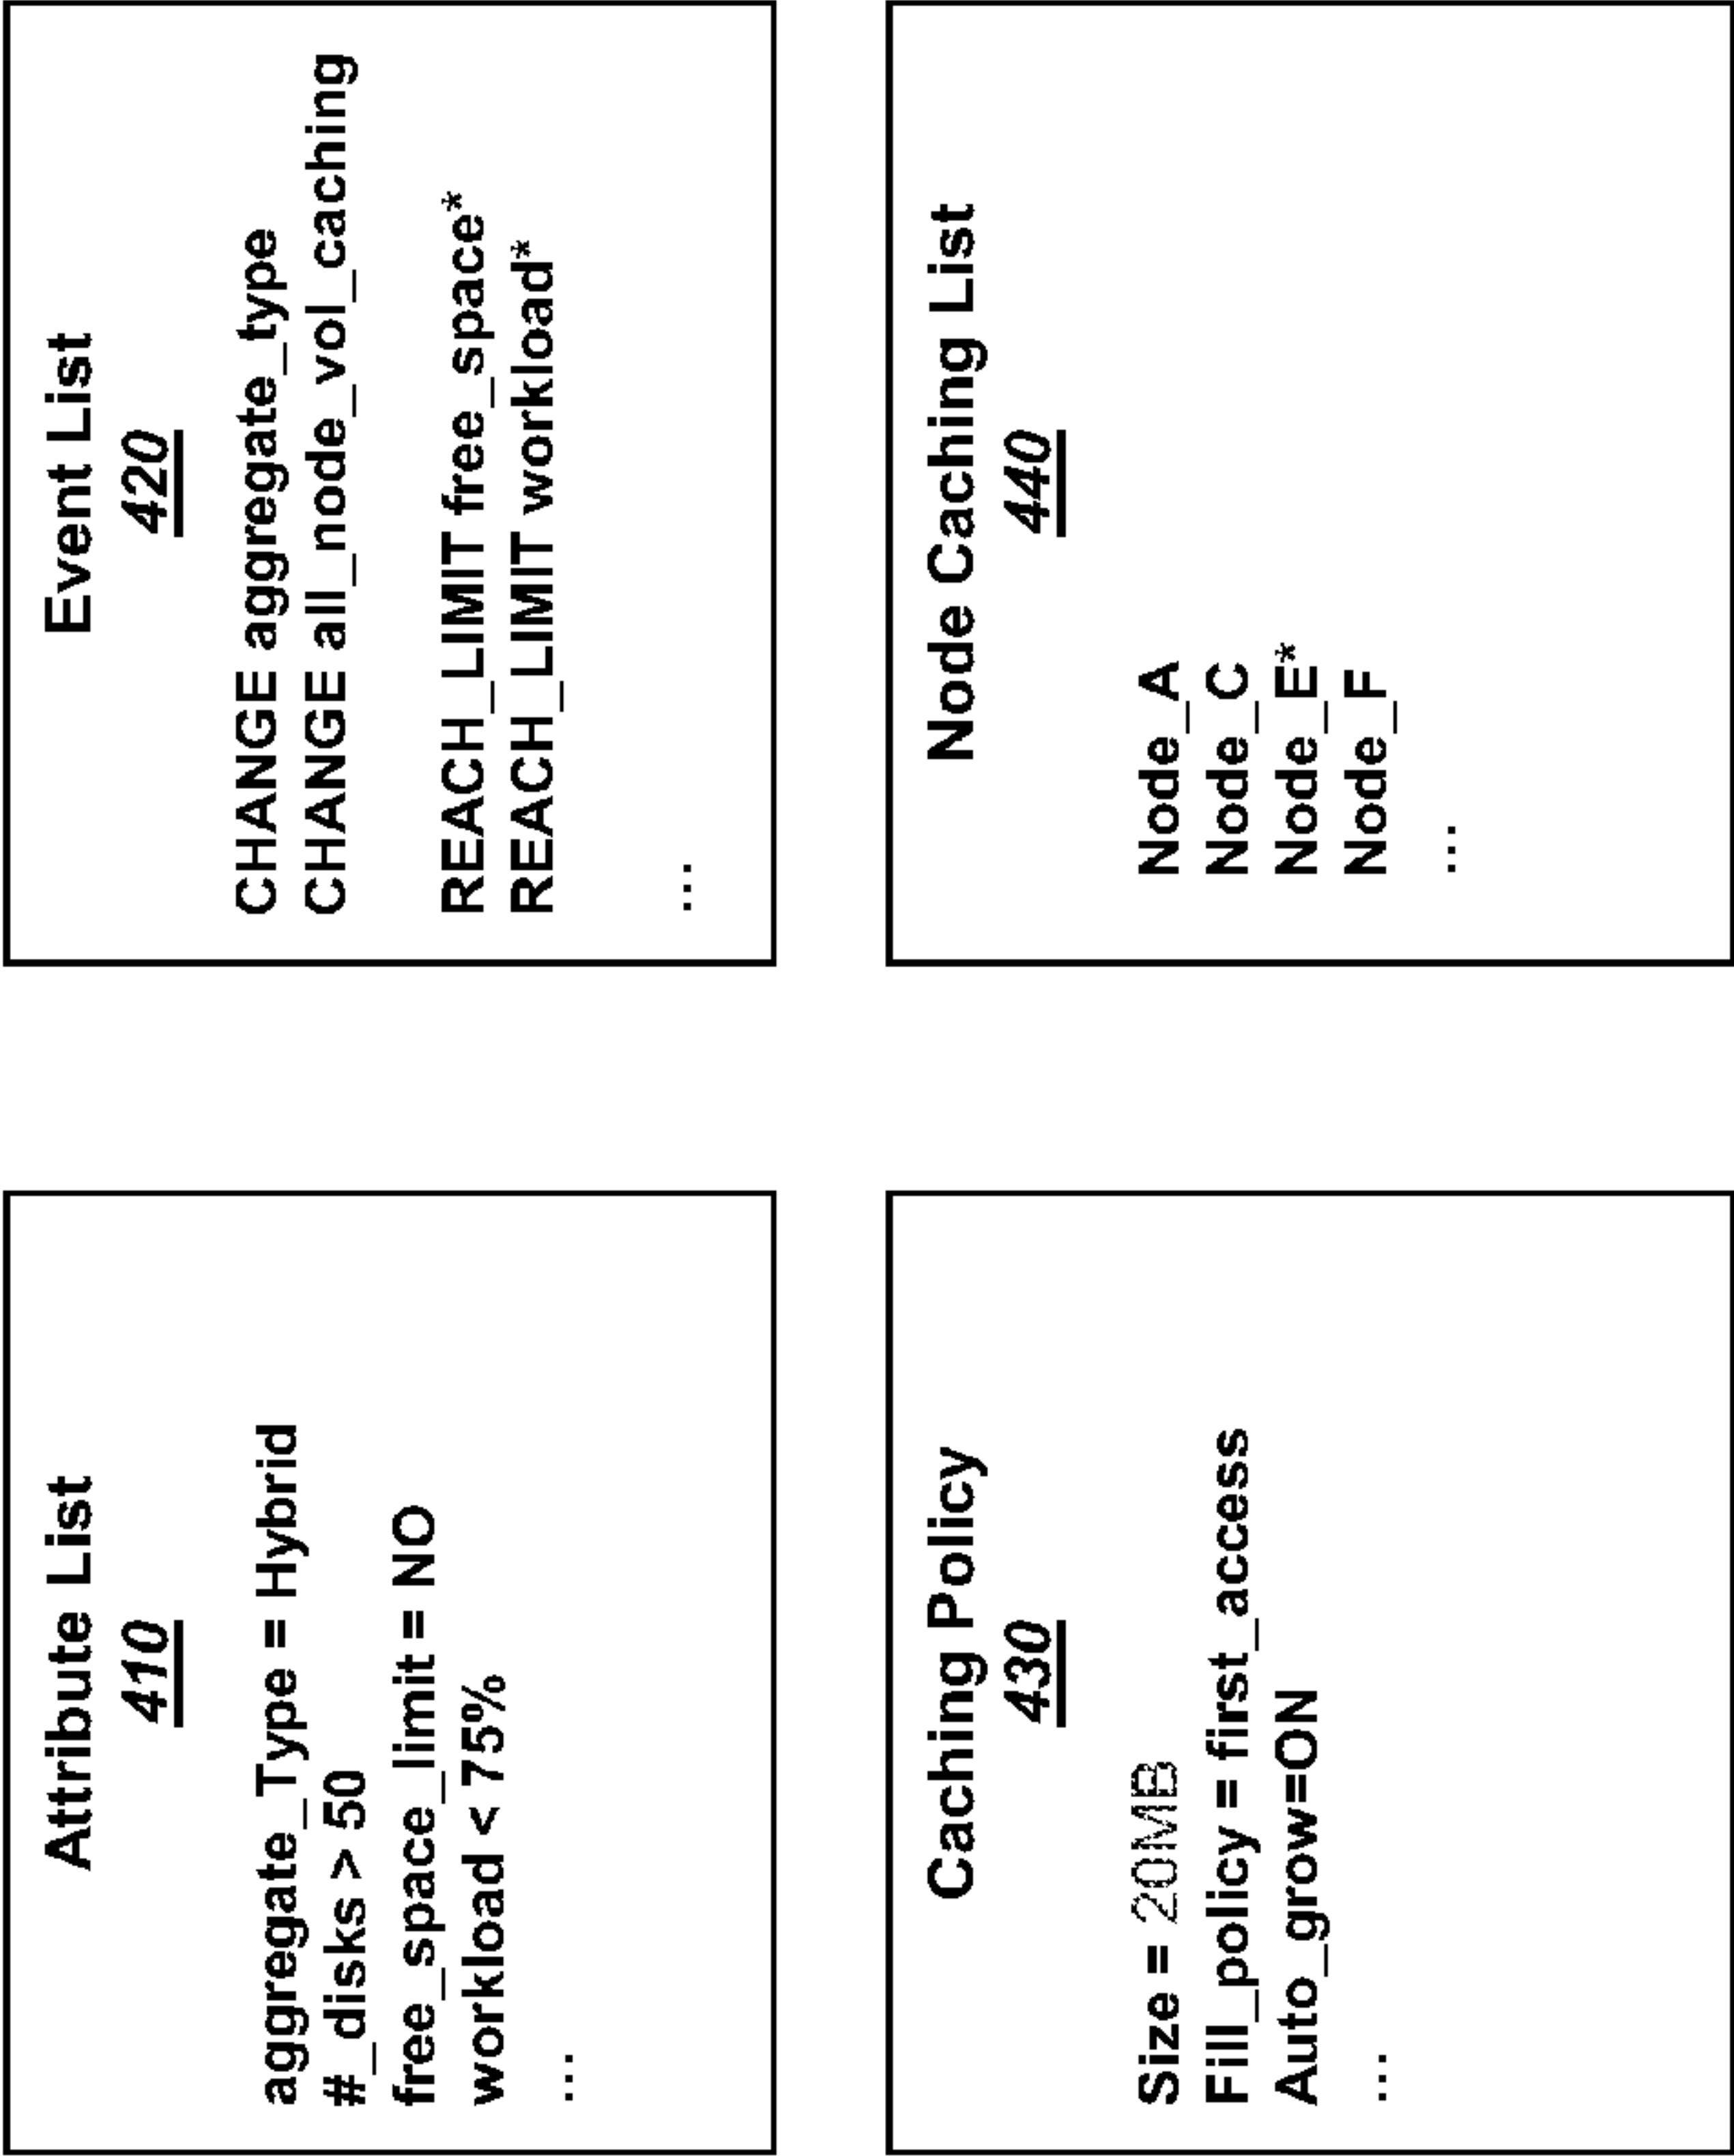 Attribute List
410
aggregate_Type = Hybrid
#_disks > 50
free_space_limit = NO
workload < 75%
...
Event List
420
CHANGE aggregate_type
CHANGE all_node_vol_caching
REACH_LIMIT free_space*
REACH_LIMIT workload*
...
Caching Policy
430
Size = 20MB
Fill_policy = first_access
Auto_grow=ON
...
Node Caching List
440
Node_A
Node_C
Node_E*
Node_F
...